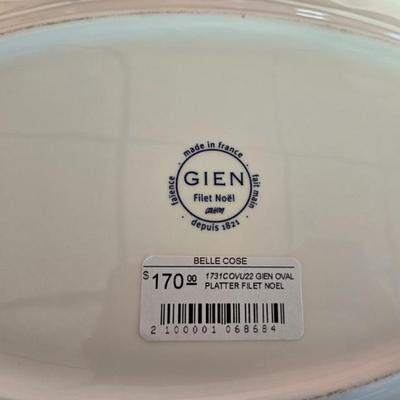 made in france
faïence
fait main
GIEN
Filet Noël
depuis 1821
BELLE COSE
$170.00
1731COVU22 GIEN OVAL
PLATTER FILET NOEL
2 100001 068684